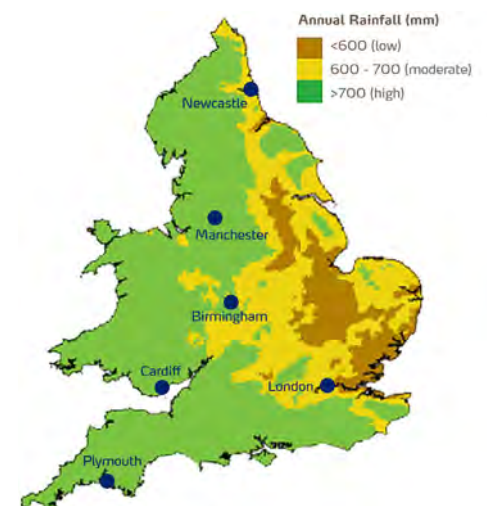 Annual Rainfall (mm)
<600 (low)
600 - 700 (moderate)
>700 (high)
Newcastle
Manchester
Birmingham
Cardiff
London
Plymouth